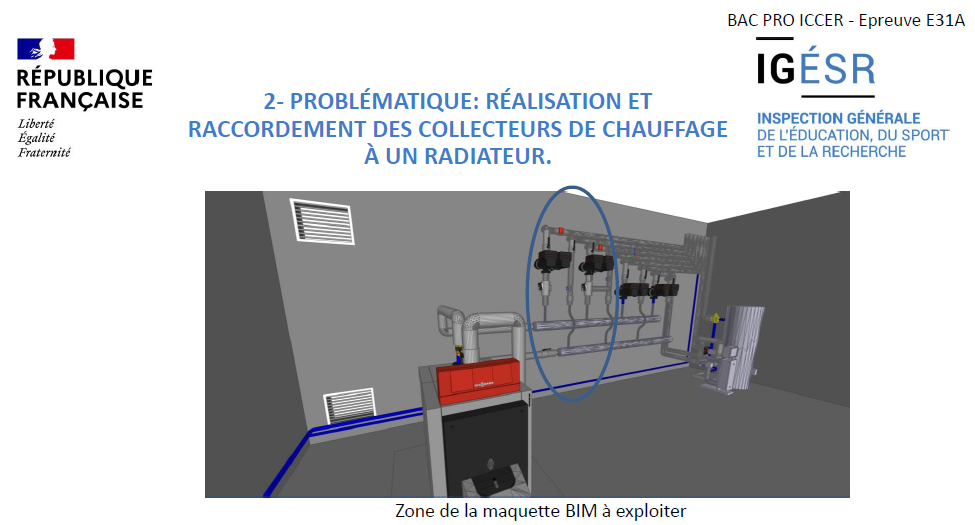 BAC PRO ICCER - Epreuve E31A
RÉPUBLIQUE
FRANÇAISE
Liberté
Égalité
Fraternité
IGÉSR
INSPECTION GÉNÉRALE
DE L'ÉDUCATION, DU SPORT
ET DE LA RECHERCHE
2- PROBLÉMATIQUE: RÉALISATION ET
RACCORDEMENT DES COLLECTEURS DE CHAUFFAGE
À UN RADIATEUR.
Zone de la maquette BIM à exploiter